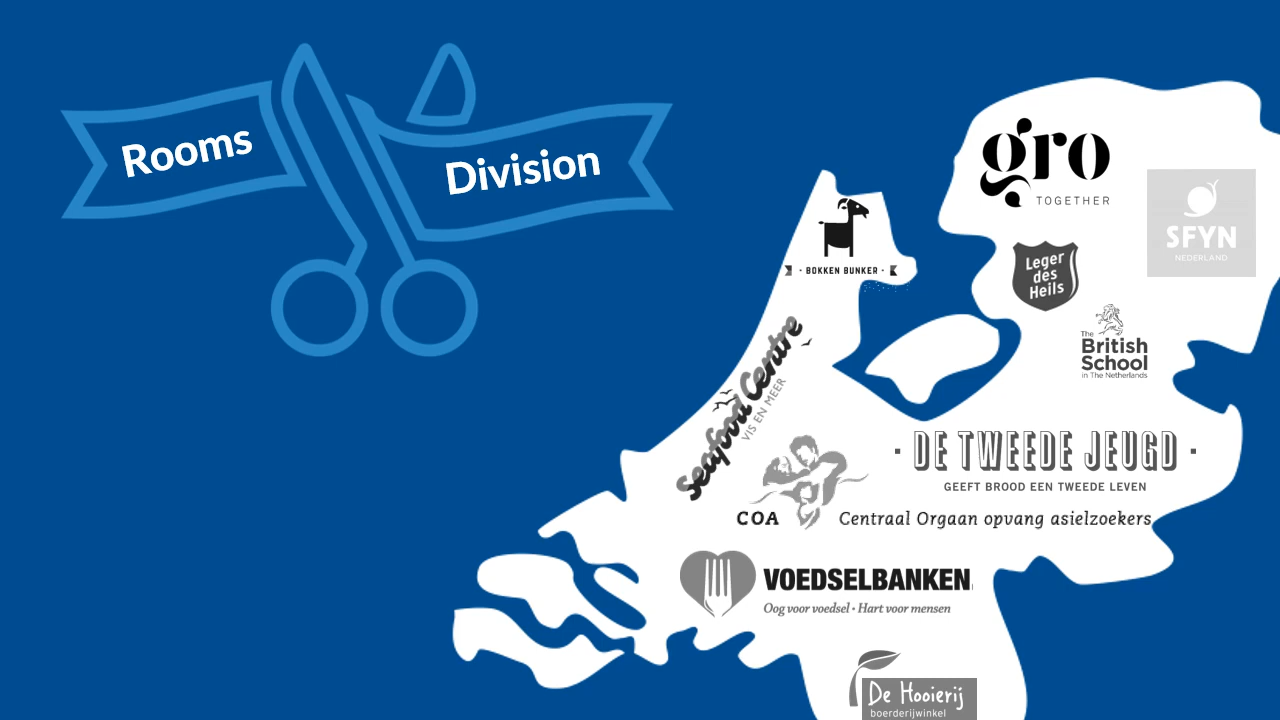 Rooms
Division
gro
TOGETHER
SFYN
NEDERLAND
· BOKKEN BUNKER ·
Leger
des
Heils
The
British
School
in The Netherlands
Seafood Centre
VIS EN MEER
· DE TWEEDE JEUGD ·
GEEFT BROOD EEN TWEEDE LEVEN
COA Centraal Orgaan opvang asielzoekers
VOEDSELBANKEN
Oog voor voedsel · Hart voor mensen
De Hooierij
boerderijwinkel